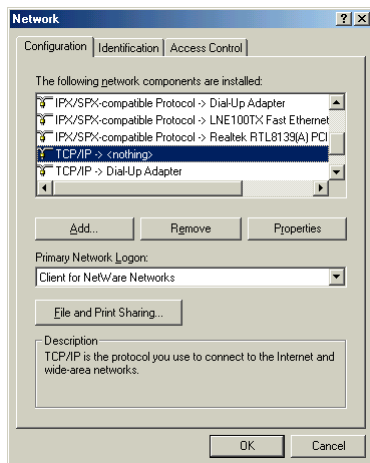 Network
Configuration Identification Access Control
The following network components are installed:
IPX/SPX-compatible Protocol -> Dial-Up Adapter
IPX/SPX-compatible Protocol -> LNE100TX Fast Ethernet
IPX/SPX-compatible Protocol -> Realtek RTL8139(A) PCI
TCP/IP -> <nothing>
TCP/IP -> Dial-Up Adapter
Add... Remove Properties
Primary Network Logon:
Client for NetWare Networks
File and Print Sharing...
Description
TCP/IP is the protocol you use to connect to the Internet and
wide-area networks.
OK Cancel